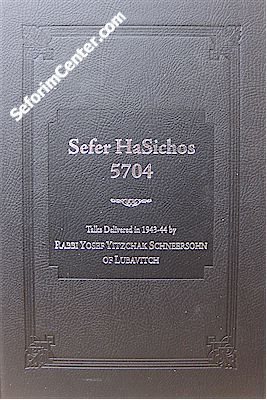 SeforimCenter.com
Sefer HaSichos
5704
Talks Delivered in 1943-44 by
RABBI YOSEF YITZCHAK SCHNEERSOHN
OF LUBAVITCH